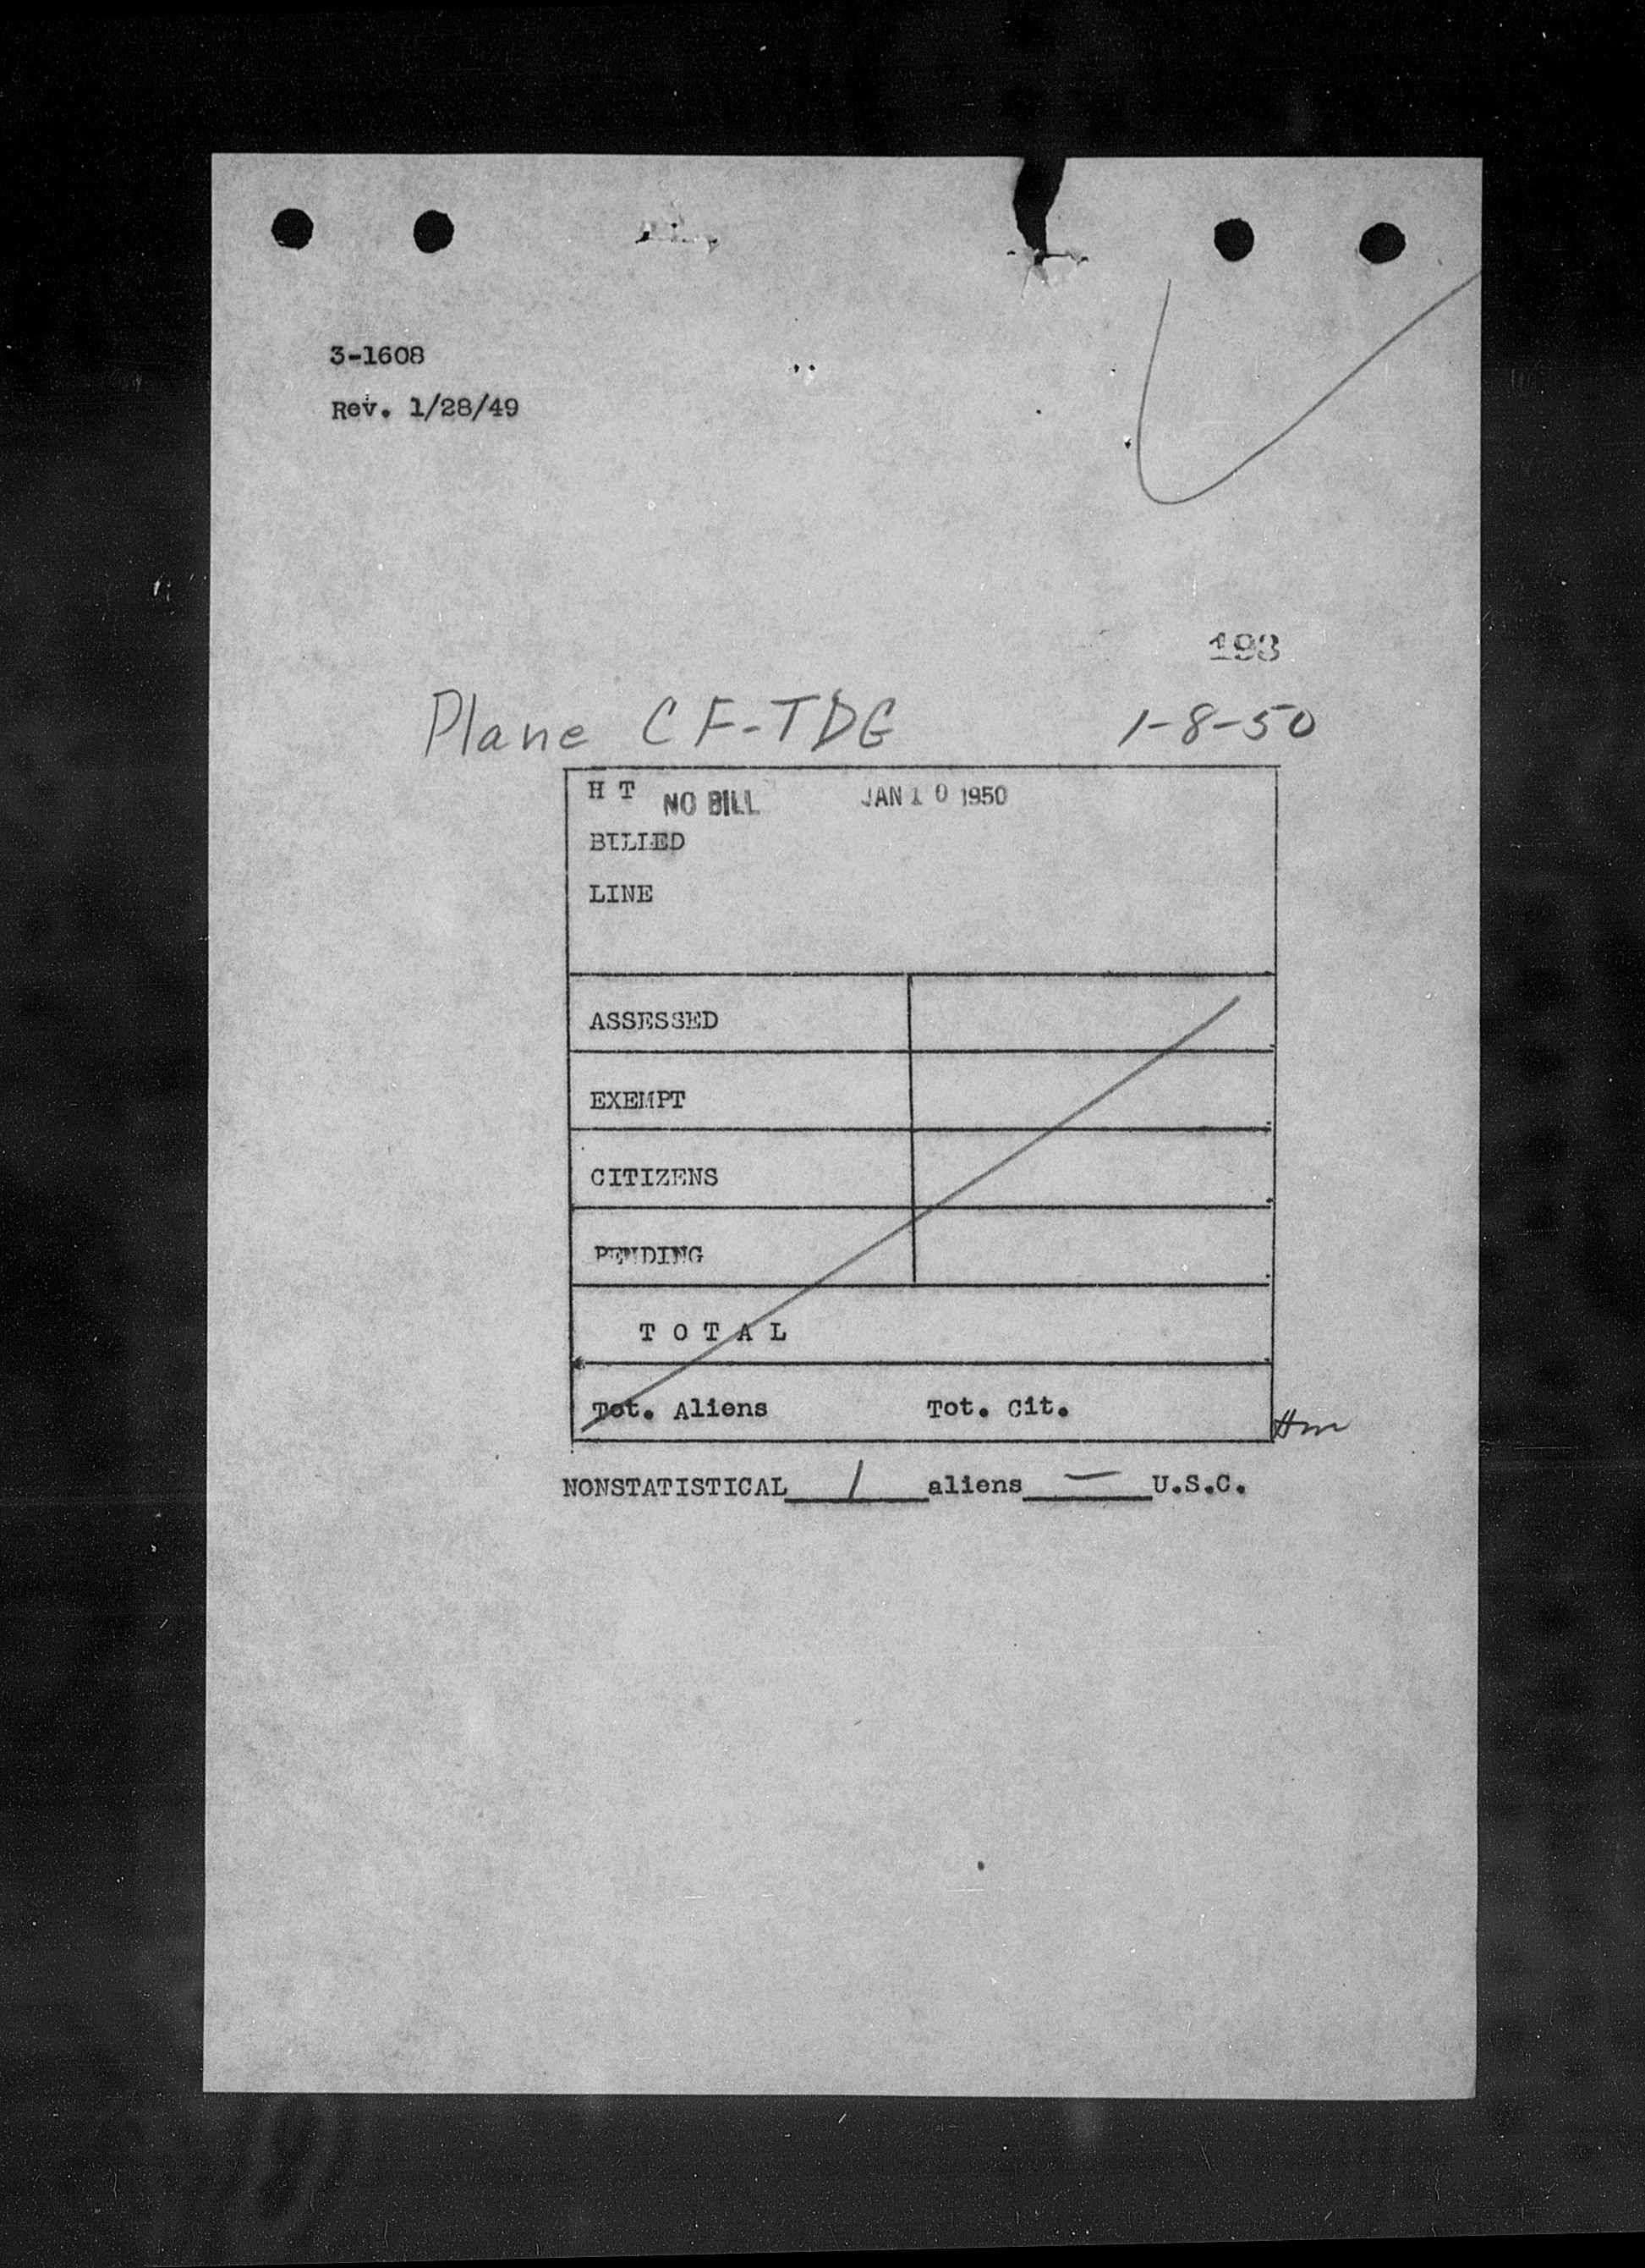 3-1608
Rev. 1/28/49
193
Plane CF-TDG 1-8-50
H T NO BILL JAN 10 1950
BILLED
LINE
ASSESSED
EXEMPT
CITIZENS
PENDING
T O T A L
Tot. Aliens Tot. Cit.
NONSTATISTICAL 1 aliens — U.S.C.